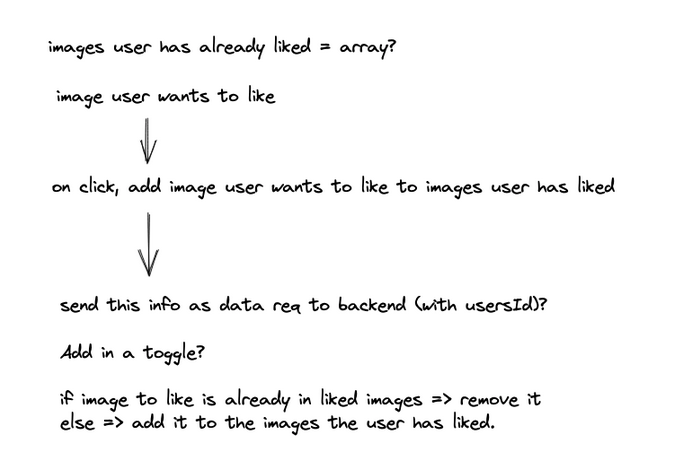 images user has already liked = array?
image user wants to like
on click, add image user wants to like to images user has liked
send this info as data req to backend (with usersId)?
Add in a toggle?
if image to like is already in liked images => remove it
else => add it to the images the user has liked.